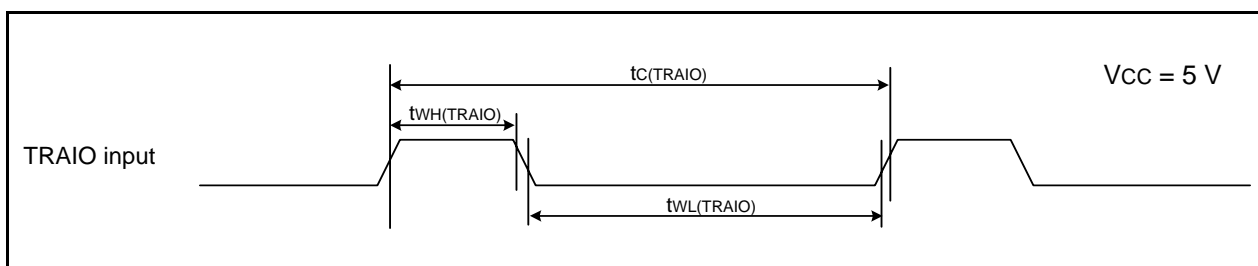 tC(TRAIO)
VCC = 5 V
tWH(TRAIO)
TRAIO input
tWL(TRAIO)